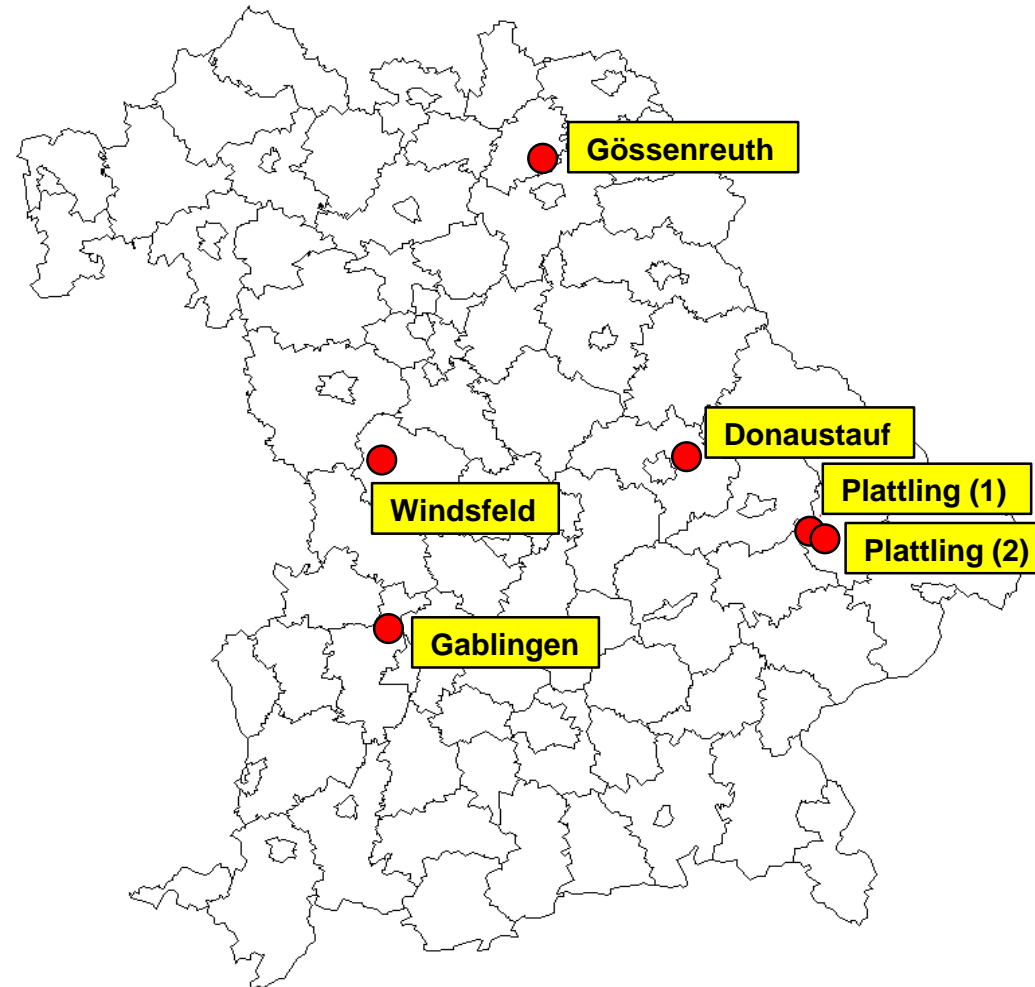 Gössenreuth
Donaustauf
Plattling (1)
Windsfeld
Plattling (2)
Gablingen